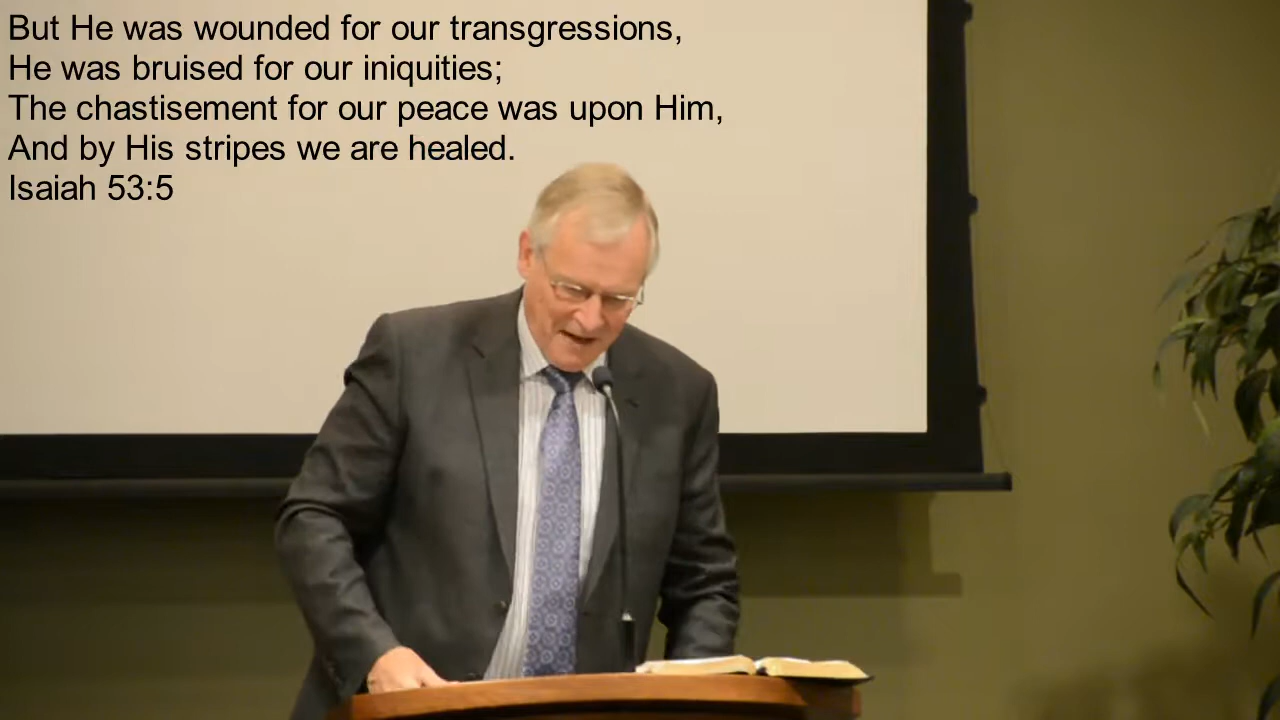 But He was wounded for our transgressions,
He was bruised for our iniquities;
The chastisement for our peace was upon Him,
And by His stripes we are healed.
Isaiah 53:5